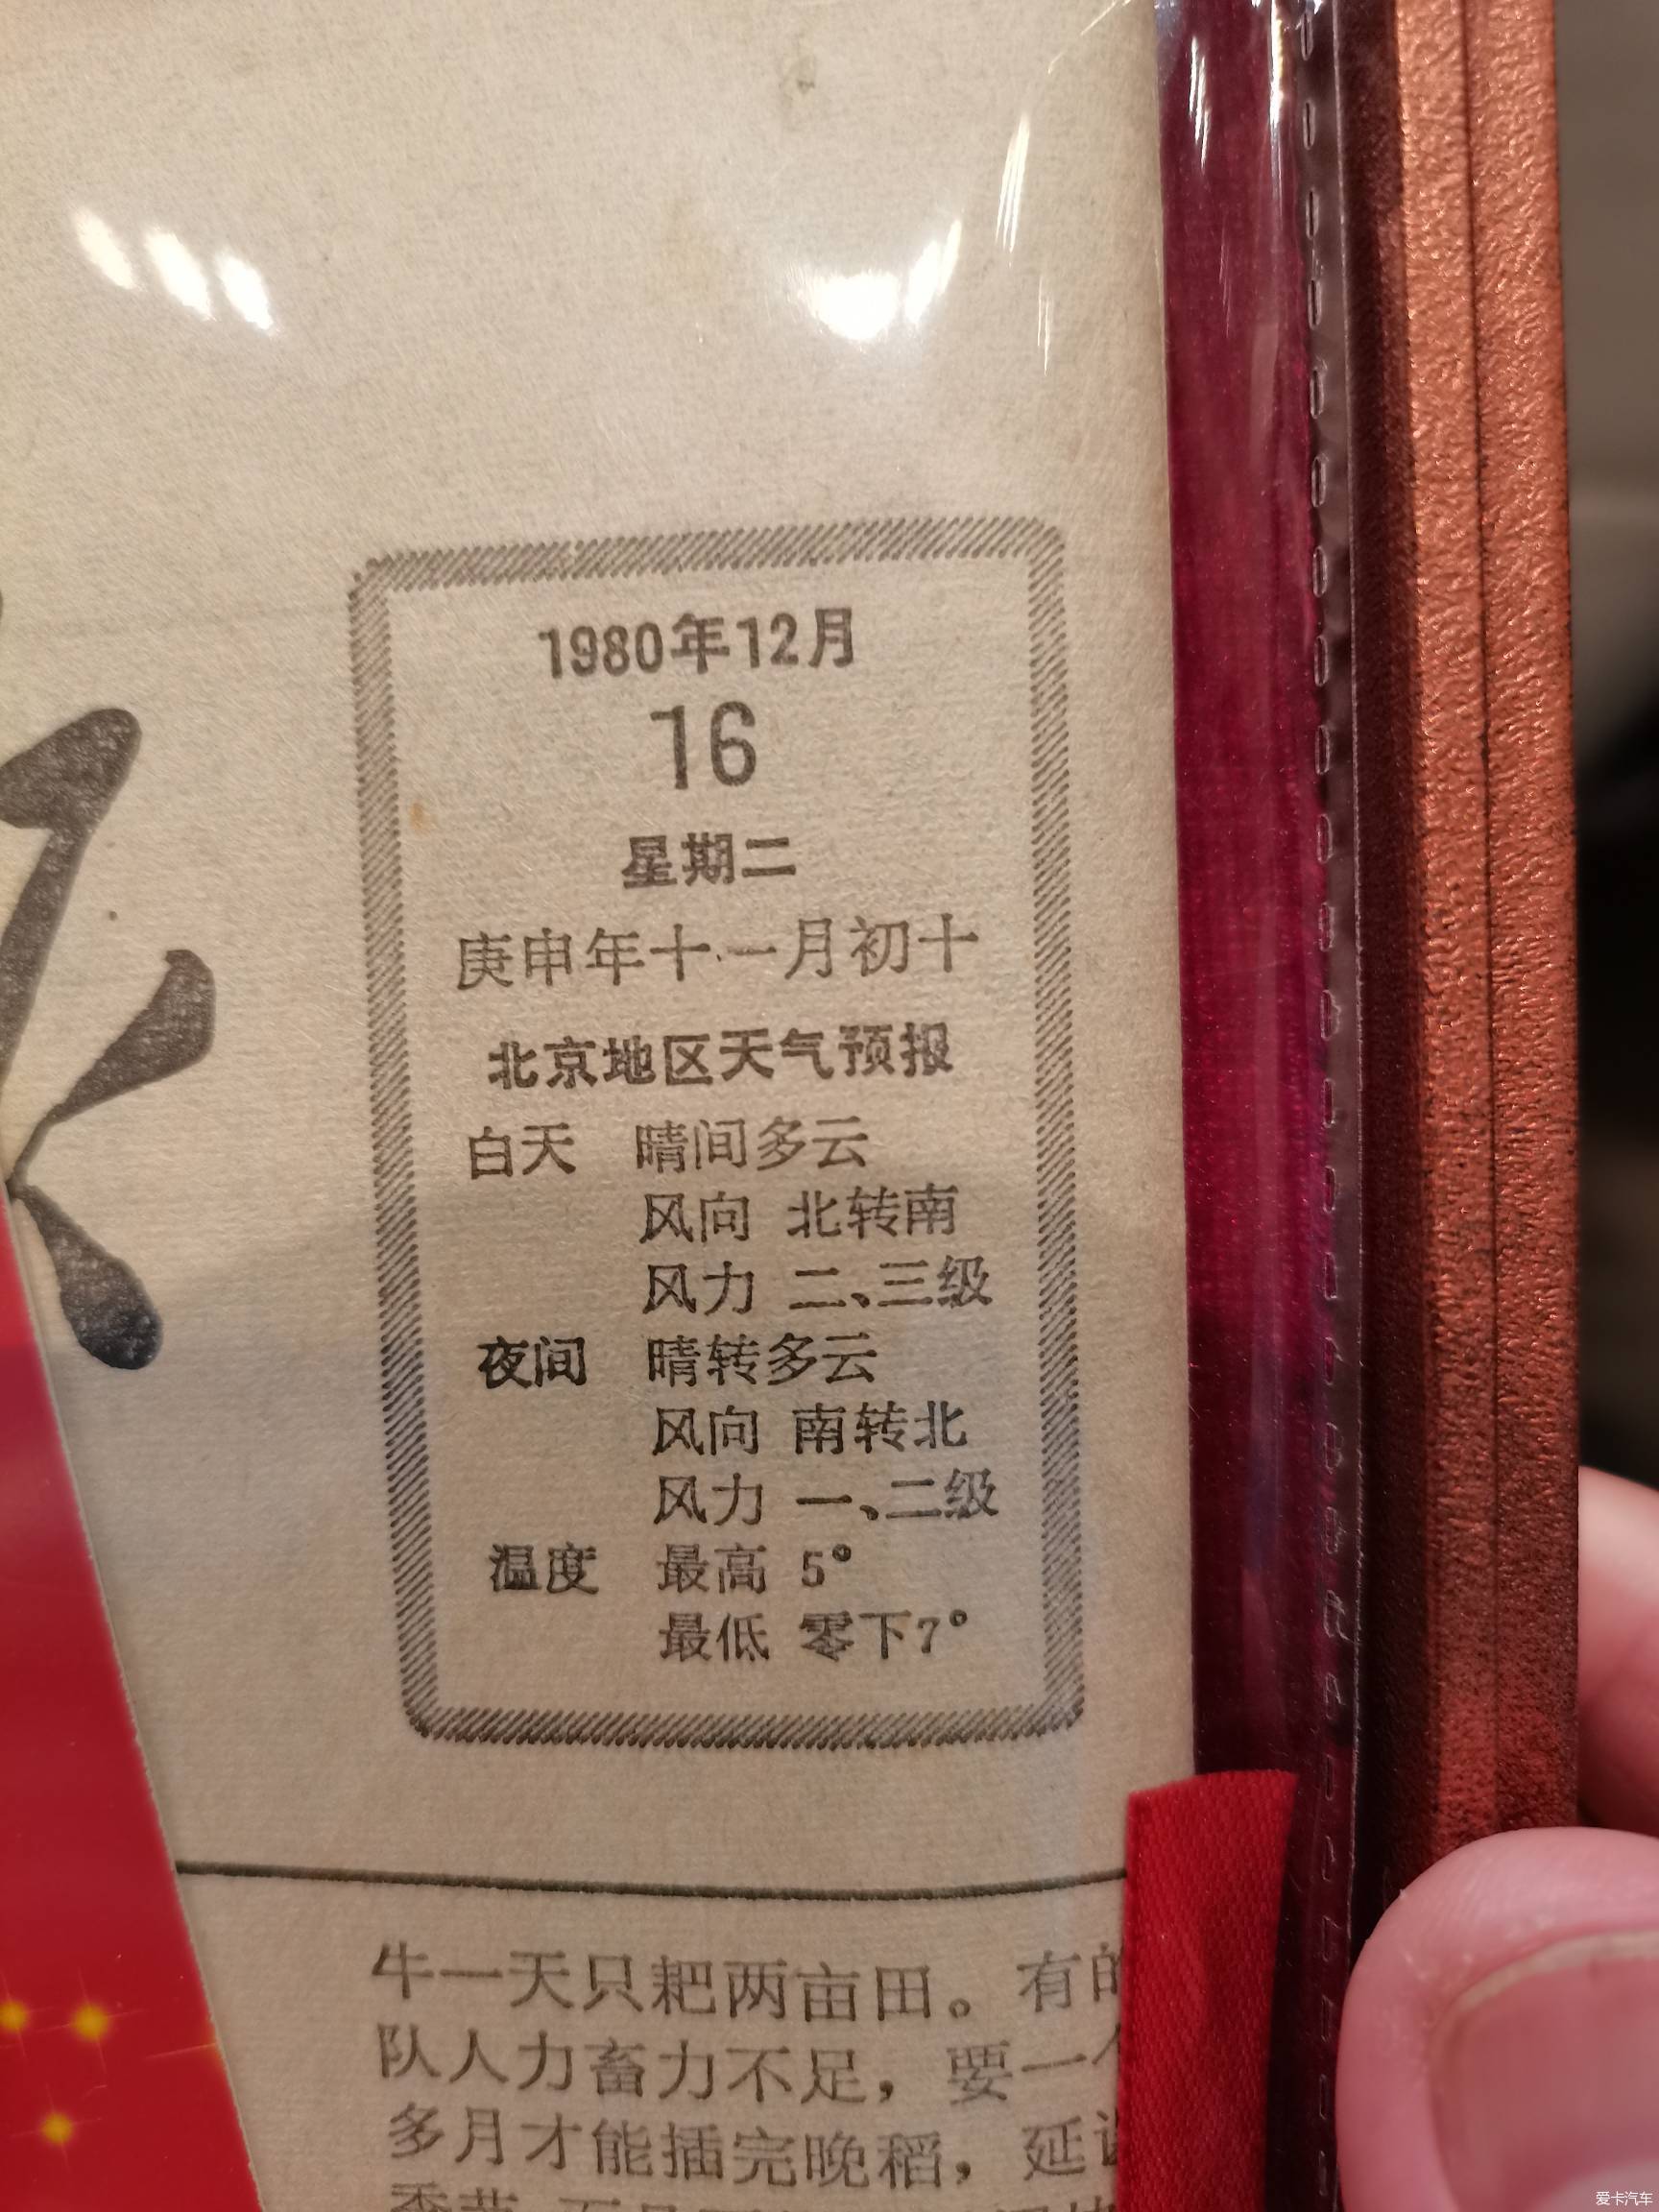 1980年12月
16
星期二
庚申年十一月初十
北京地区天气预报
白天 晴间多云
风向 北转南
风力 二、三级
夜间 晴转多云
风向 南转北
风力 一、二级
温度 最高 5°
最低 零下7°
牛一天只耙两亩田。有的
队人力畜力不足，要一个
多月才能插完晚稻，延误
爱卡汽车